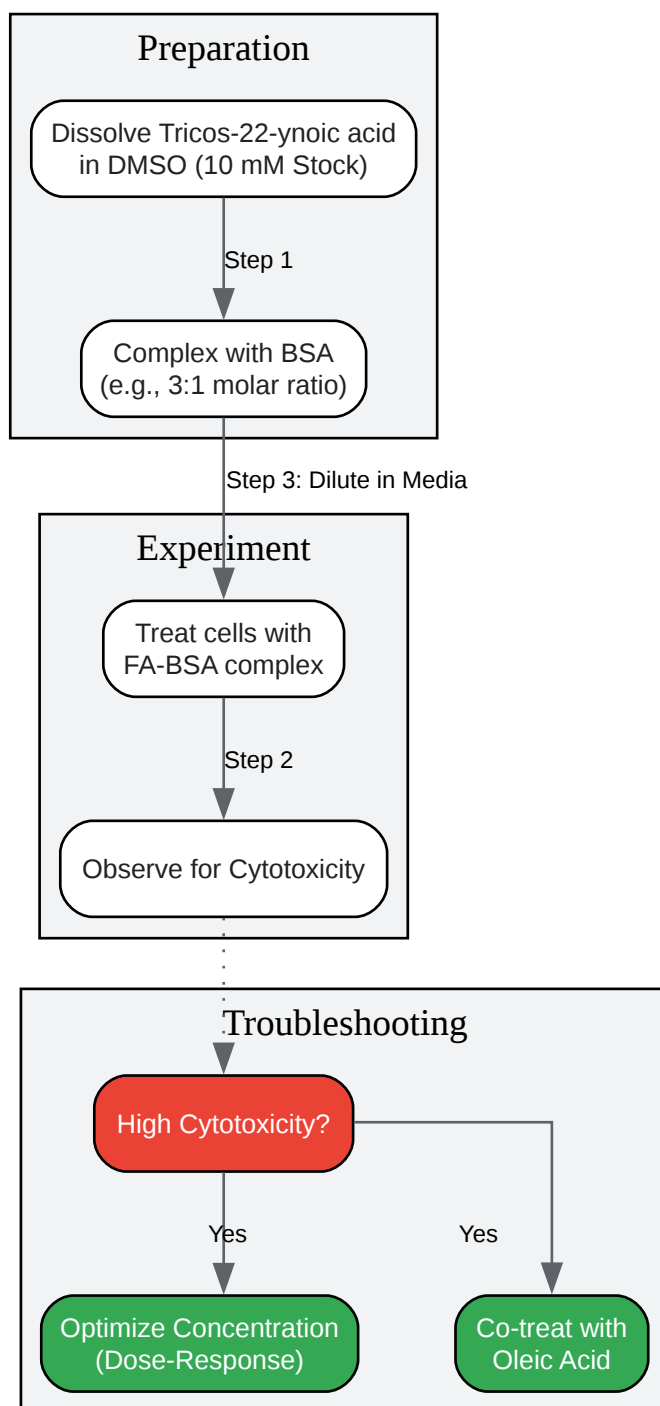 Preparation
Dissolve Tricos-22-ynoic acid
in DMSO (10 mM Stock)
Step 1
Complex with BSA
(e.g., 3:1 molar ratio)
Step 3: Dilute in Media
Experiment
Treat cells with
FA-BSA complex
Step 2
Observe for Cytotoxicity
Troubleshooting
High Cytotoxicity?
Yes
Yes
Optimize Concentration
(Dose-Response)
Co-treat with
Oleic Acid